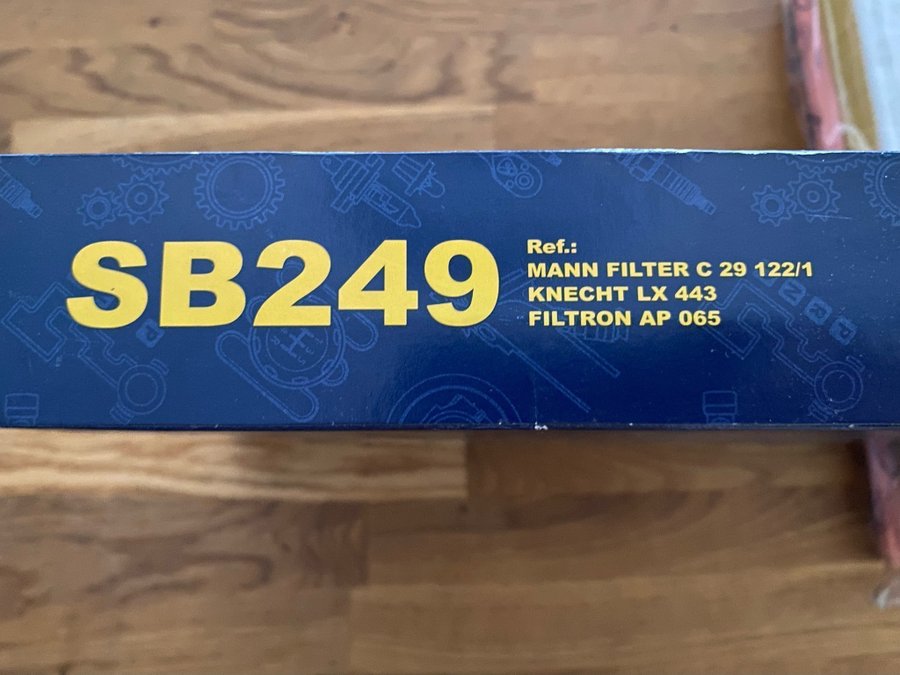 SB249
Ref.:
MANN FILTER C 29 122/1
KNECHT LX 443
FILTRON AP 065